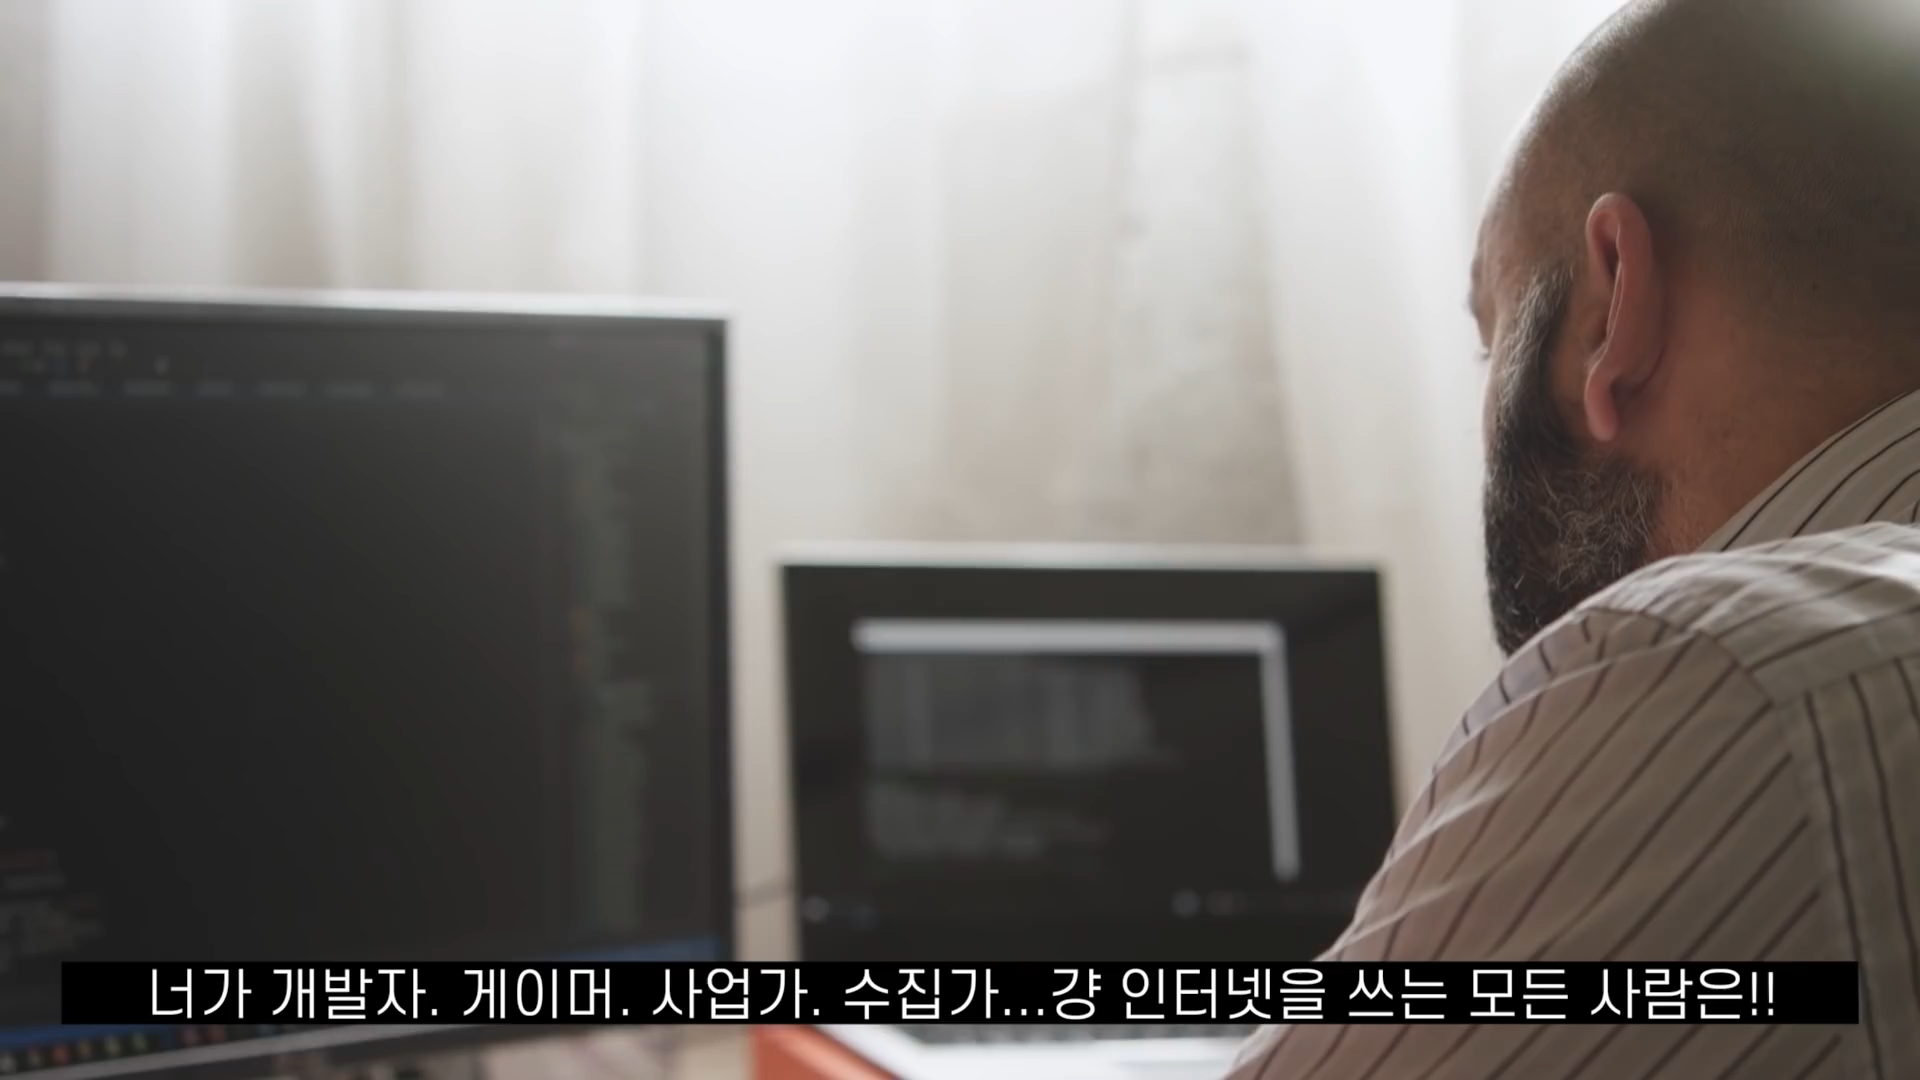 너가 개발자. 게이머. 사업가. 수집가...걍 인터넷을 쓰는 모든 사람은!!